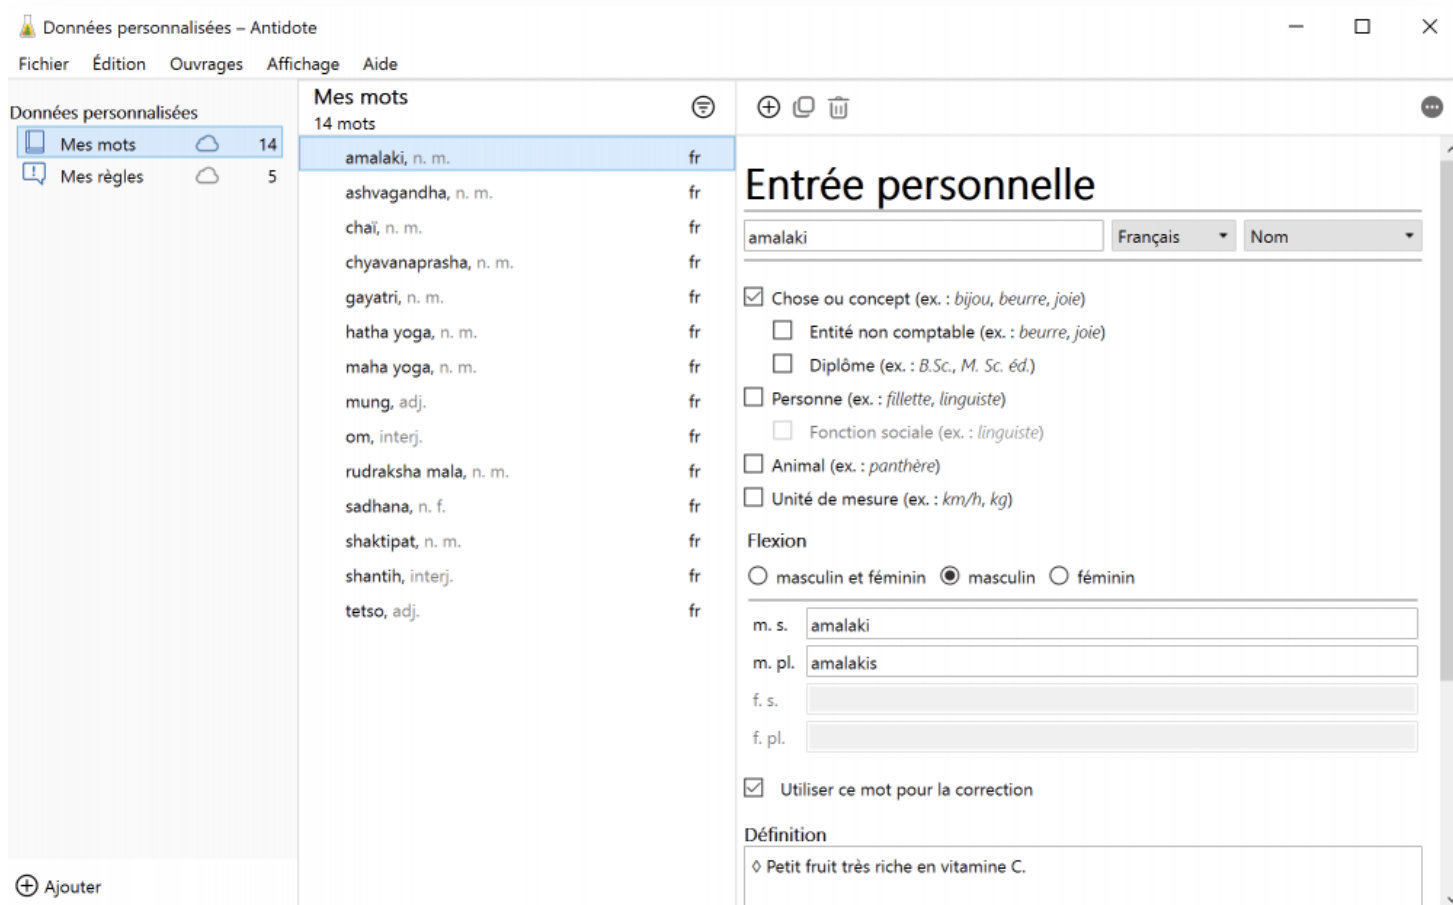 Données personnalisées – Antidote
Fichier Édition Ouvrages Affichage Aide
Données personnalisées
Mes mots 14
Mes règles 5
Ajouter
Mes mots
14 mots
amalaki, n. m. fr
ashvagandha, n. m. fr
chaï, n. m. fr
chyavanaprasha, n. m. fr
gayatri, n. m. fr
hatha yoga, n. m. fr
maha yoga, n. m. fr
mung, adj. fr
om, interj. fr
rudraksha mala, n. m. fr
sadhana, n. f. fr
shaktipat, n. m. fr
shantih, interj. fr
tetso, adj. fr
Entrée personnelle
amalaki Français Nom
Chose ou concept (ex. : bijou, beurre, joie)
Entité non comptable (ex. : beurre, joie)
Diplôme (ex. : B.Sc., M. Sc. éd.)
Personne (ex. : fillette, linguiste)
Fonction sociale (ex. : linguiste)
Animal (ex. : panthère)
Unité de mesure (ex. : km/h, kg)
Flexion
masculin et féminin masculin féminin
m. s. amalaki
m. pl. amalakis
f. s.
f. pl.
Utiliser ce mot pour la correction
Définition
◊ Petit fruit très riche en vitamine C.